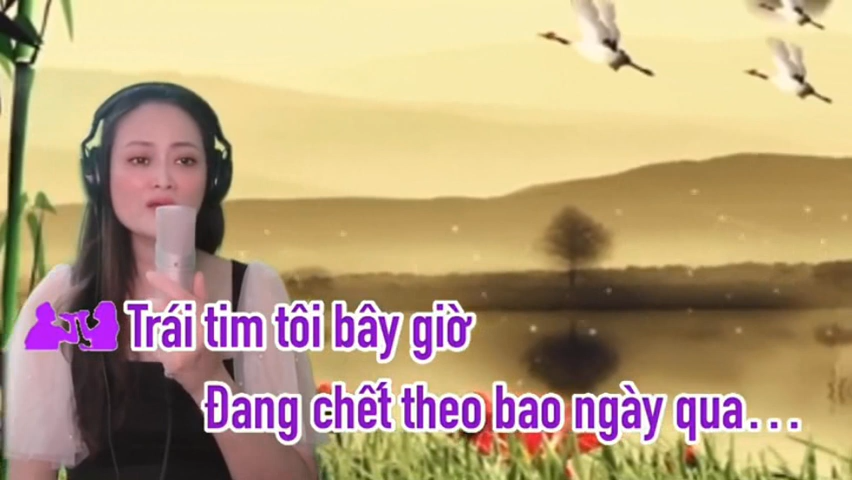 Trái tim tôi bây giờ
Đang chết theo bao ngày qua...